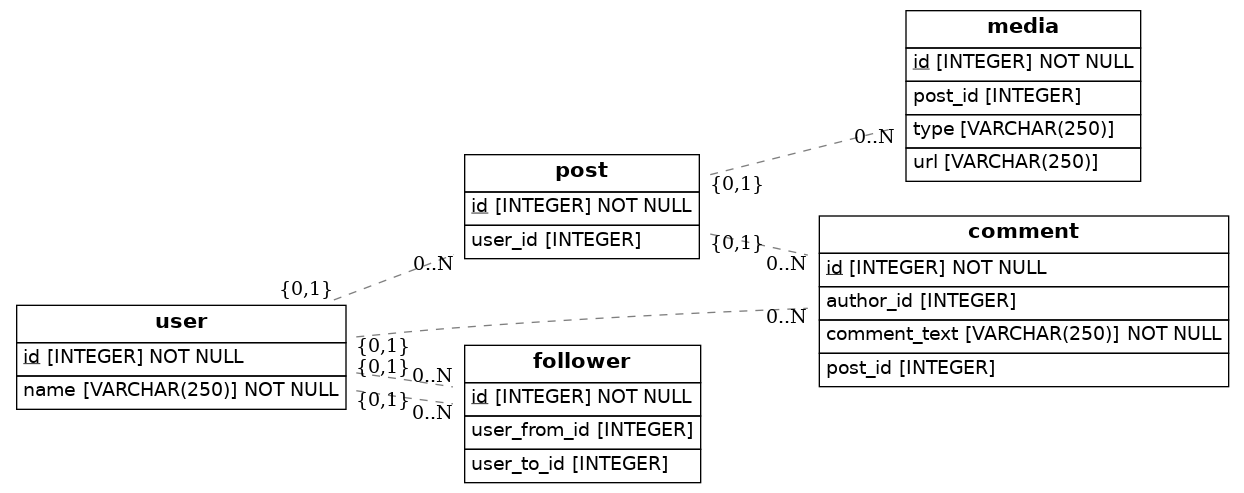 media
id [INTEGER] NOT NULL
post_id [INTEGER]
type [VARCHAR(250)]
url [VARCHAR(250)]
0..N
{0,1}
post
id [INTEGER] NOT NULL
user_id [INTEGER]
{0,1}
0..N
comment
id [INTEGER] NOT NULL
author_id [INTEGER]
comment_text [VARCHAR(250)] NOT NULL
post_id [INTEGER]
0..N
{0,1}
0..N
user
id [INTEGER] NOT NULL
name [VARCHAR(250)] NOT NULL
{0,1}
{0,1}
0..N
{0,1}
0..N
follower
id [INTEGER] NOT NULL
user_from_id [INTEGER]
user_to_id [INTEGER]